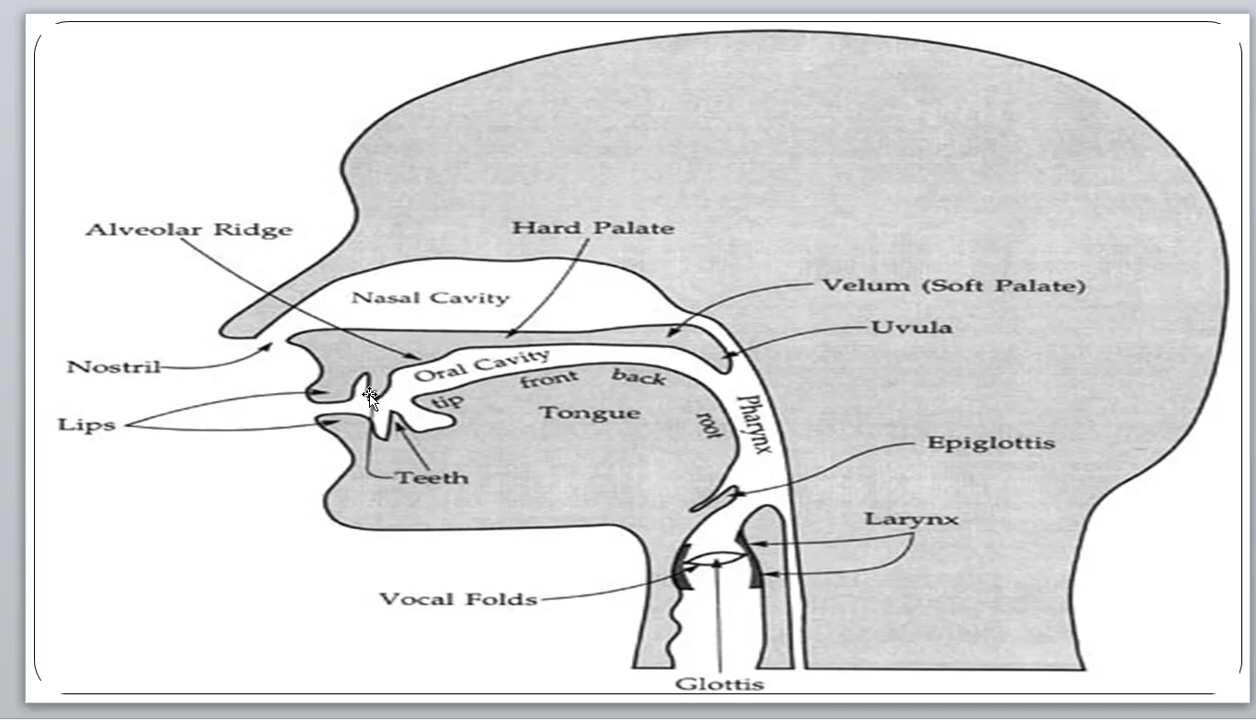 Alveolar Ridge
Hard Palate
Velum (Soft Palate)
Nasal Cavity
Uvula
Nostril
Oral Cavity
front
back
tip
Tongue
root
Pharynx
Lips
Epiglottis
Teeth
Larynx
Vocal Folds
Glottis